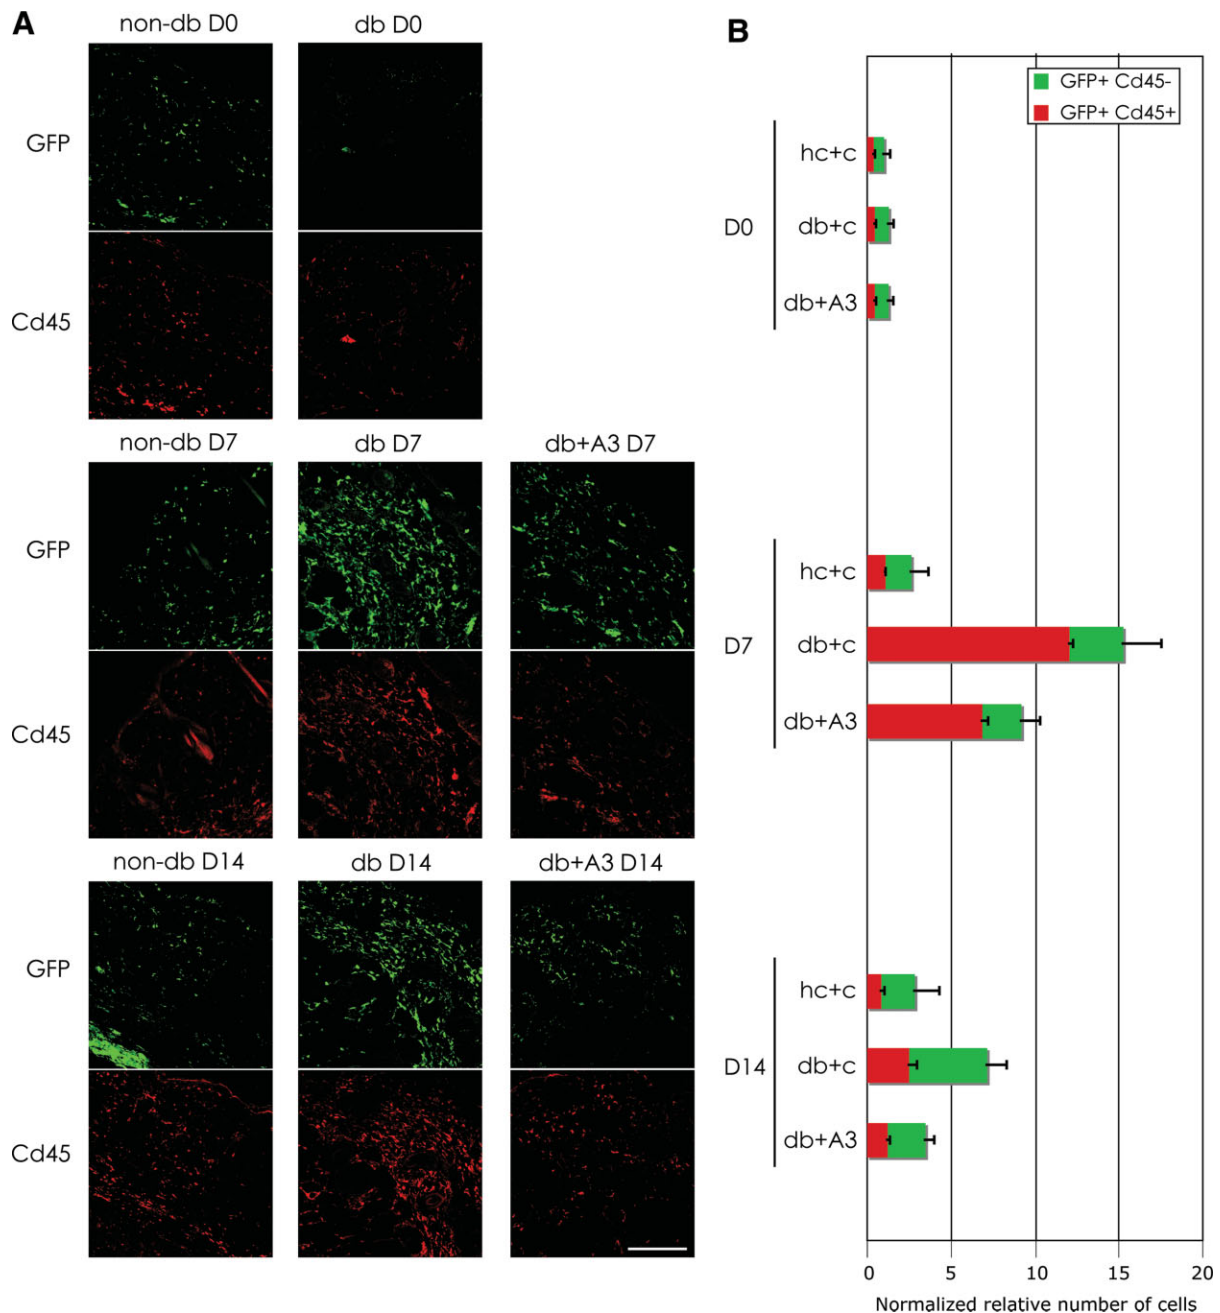 A
non-db D0
db D0
GFP
Cd45
non-db D7
db D7
db+A3 D7
GFP
Cd45
non-db D14
db D14
db+A3 D14
GFP
Cd45
B
GFP+ Cd45-
GFP+ Cd45+
hc+c
D0
db+c
db+A3
hc+c
D7
db+c
db+A3
hc+c
D14
db+c
db+A3
0 5 10 15 20
Normalized relative number of cells